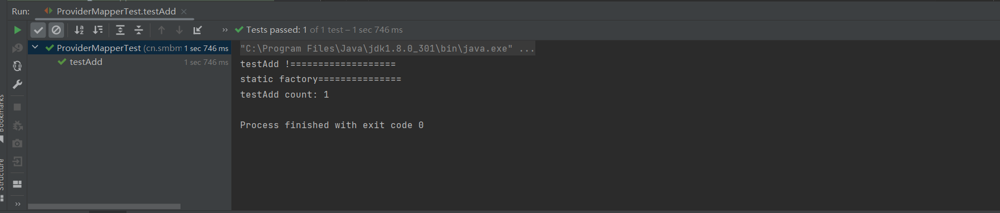 Run: ProviderMapperTest.testAdd ×
» Tests passed: 1 of 1 test – 1 sec 746 ms
ProviderMapperTest (cn.smbm 1 sec 746 ms
testAdd 1 sec 746 ms
"C:\Program Files\Java\jdk1.8.0_301\bin\java.exe" ...
testAdd !===================
static factory===============
testAdd count: 1
Process finished with exit code 0
Bookmarks
Structure
»